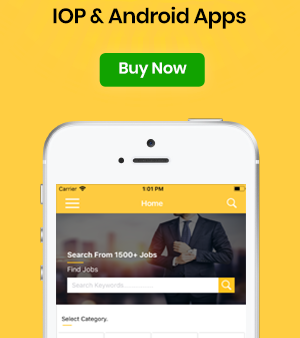 IOP & Android Apps
Buy Now
Carrier 1:01 PM
Home
Search From 1500+ Jobs
Find Jobs
Search Keywords........
Select Category.